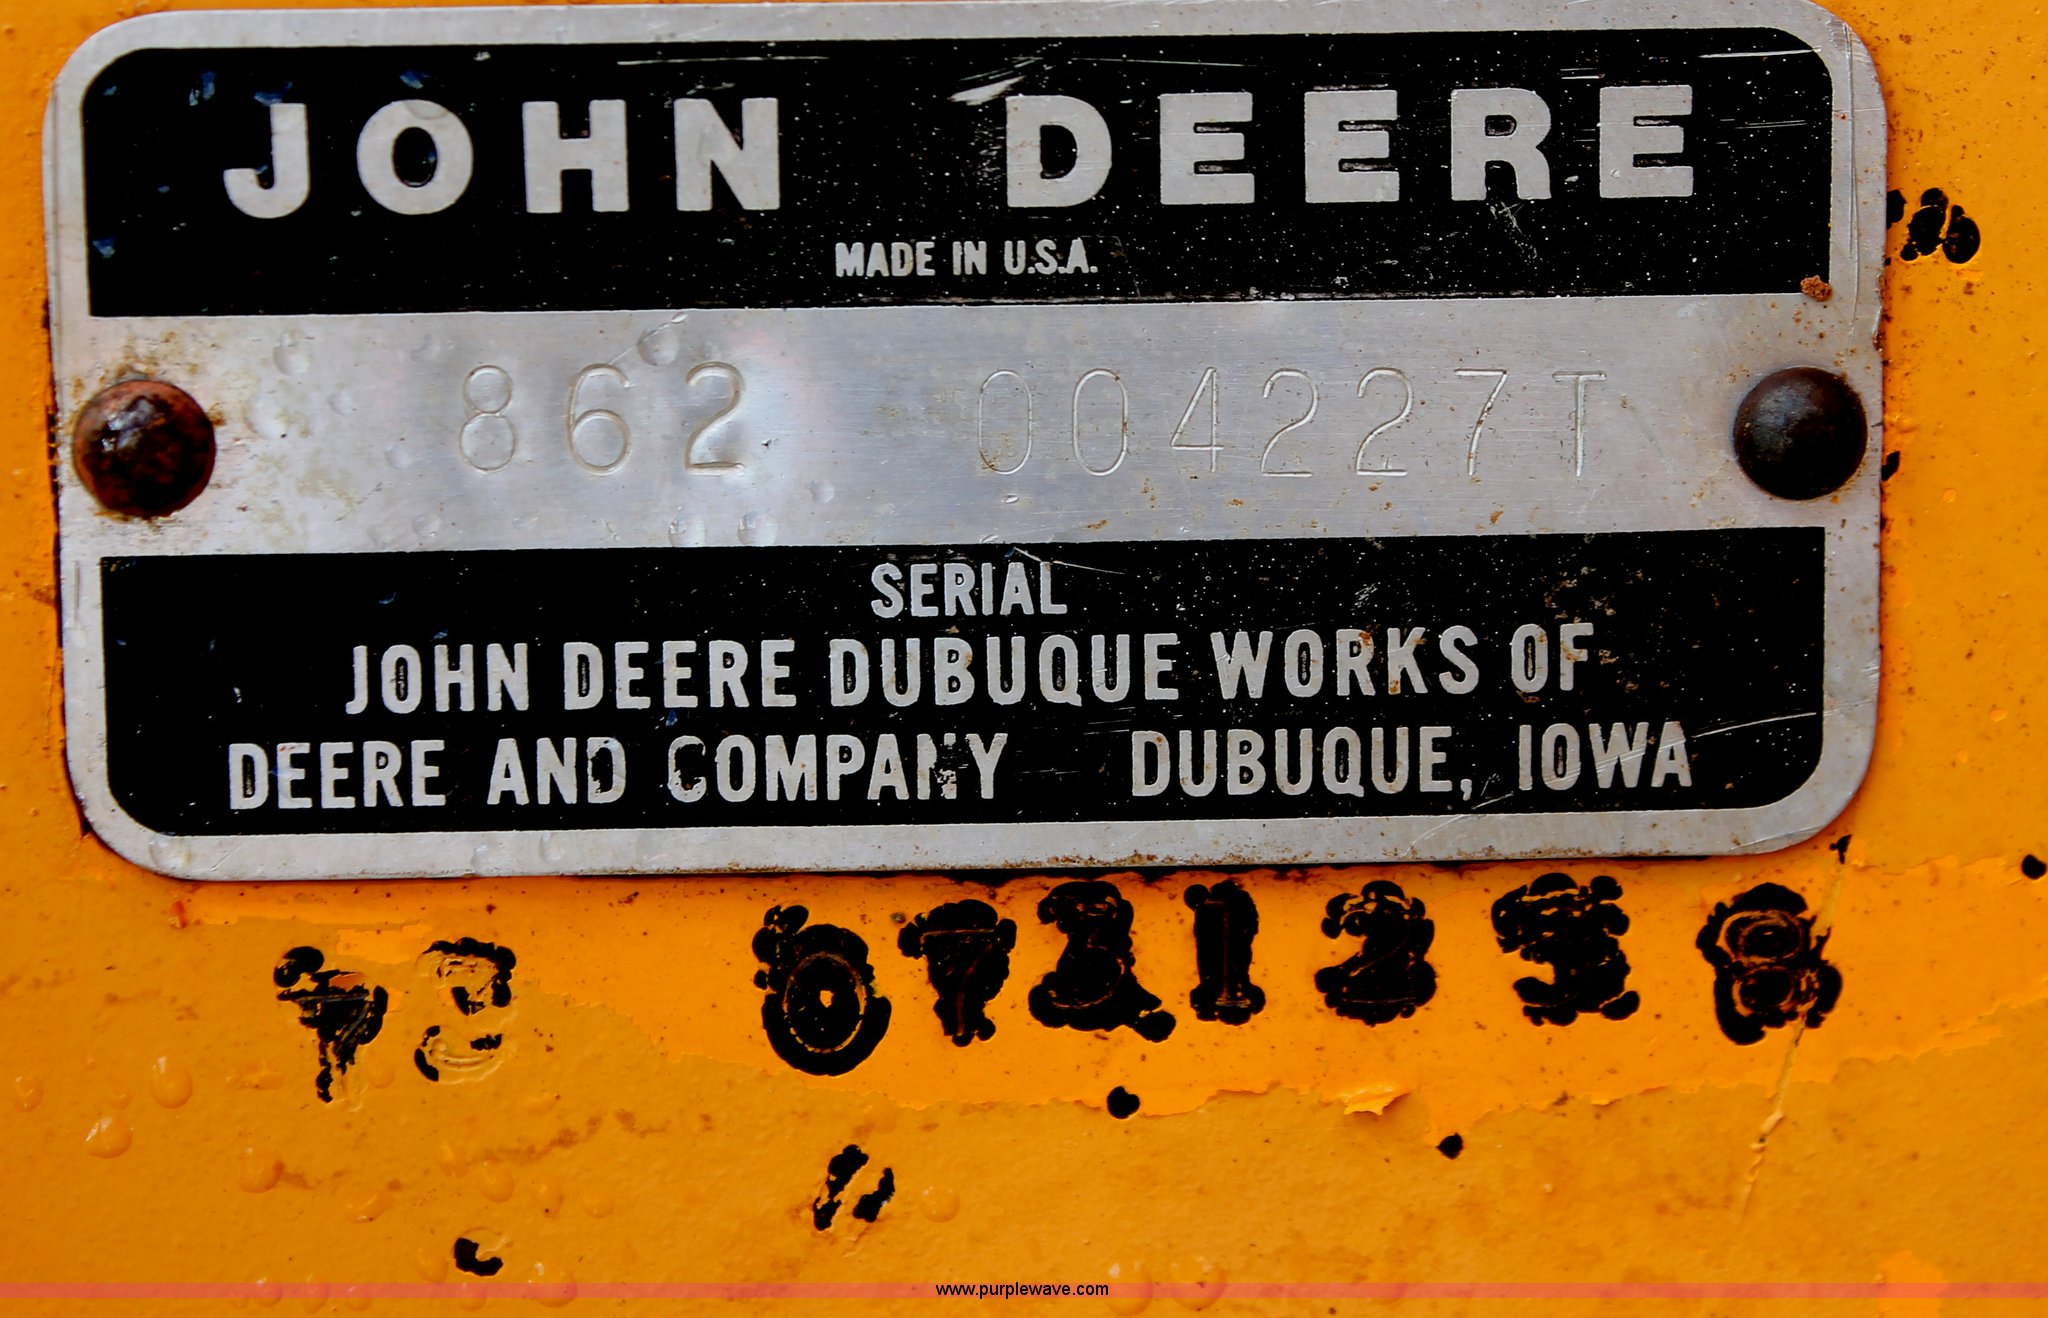 JOHN DEERE
MADE IN U.S.A.
862 004227T
SERIAL
JOHN DEERE DUBUQUE WORKS OF
DEERE AND COMPANY DUBUQUE, IOWA
www.purplewave.com